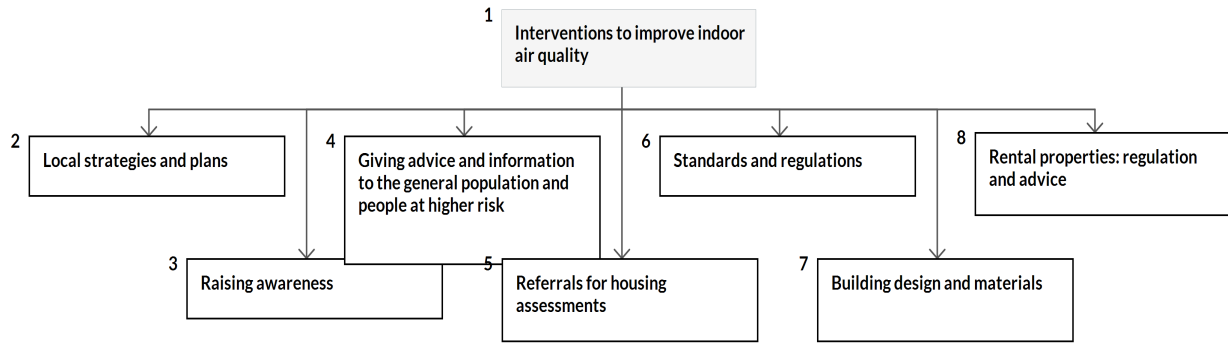 1
Interventions to improve indoor
air quality
2
Local strategies and plans
3
Raising awareness
4
Giving advice and information
to the general population and
people at higher risk
5
Referrals for housing
assessments
6
Standards and regulations
7
Building design and materials
8
Rental properties: regulation
and advice